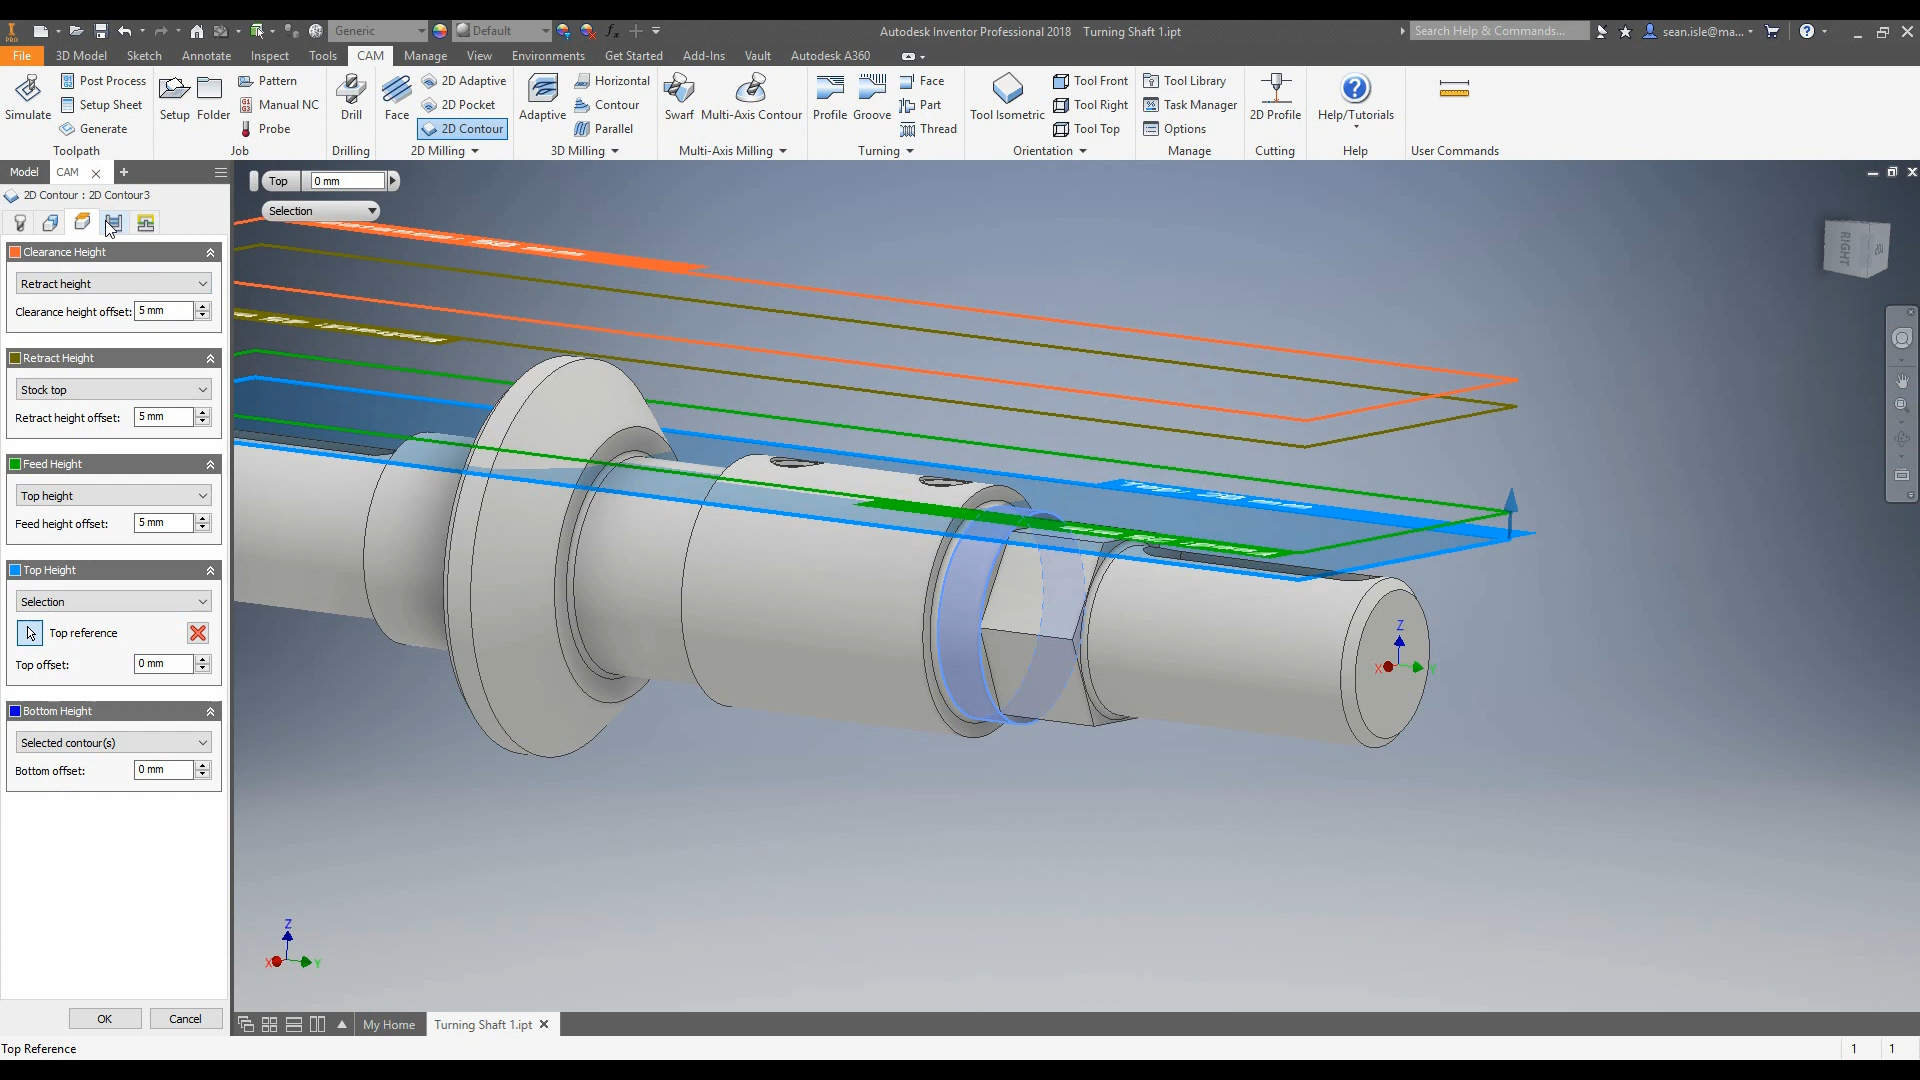 PRO
Generic
Default
Autodesk Inventor Professional 2018 Turning Shaft 1.ipt
Search Help & Commands...
sean.isle@ma...
File
3D Model
Sketch
Annotate
Inspect
Tools
CAM
Manage
View
Environments
Get Started
Add-Ins
Vault
Autodesk A360
Simulate
Post Process
Setup Sheet
Generate
Toolpath
Setup
Folder
Pattern
Manual NC
Probe
Job
Drill
Drilling
Face
2D Adaptive
2D Pocket
2D Contour
2D Milling
Adaptive
Horizontal
Contour
Parallel
3D Milling
Swarf
Multi-Axis Contour
Multi-Axis Milling
Profile
Groove
Face
Part
Thread
Turning
Tool Isometric
Tool Front
Tool Right
Tool Top
Orientation
Tool Library
Task Manager
Options
Manage
2D Profile
Cutting
Help/Tutorials
Help
User Commands
Model
CAM
2D Contour : 2D Contour3
Clearance Height
Retract height
Clearance height offset: 5 mm
Retract Height
Stock top
Retract height offset: 5 mm
Feed Height
Top height
Feed height offset: 5 mm
Top Height
Selection
Top reference
Top offset: 0 mm
Bottom Height
Selected contour(s)
Bottom offset: 0 mm
OK
Cancel
Top
0 mm
Selection
RIGHT
Z
X
Y
Z
X
Y
My Home
Turning Shaft 1.ipt
Top Reference
1
1